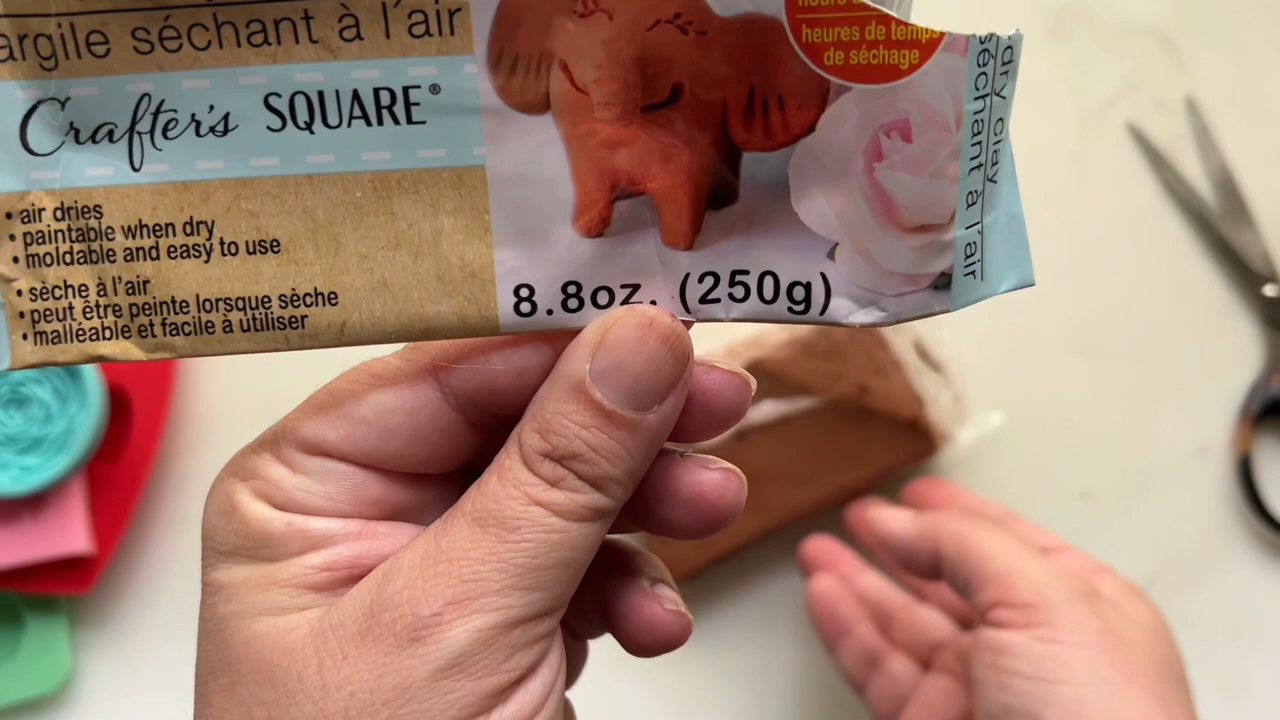 argile séchant à l'air
Crafter's SQUARE®
• air dries
• paintable when dry
• moldable and easy to use
• sèche à l'air
• peut être peinte lorsque sèche
• malléable et facile à utiliser
8.8oz. (250g)
heures de temps
de séchage
dry clay
séchant à l'air